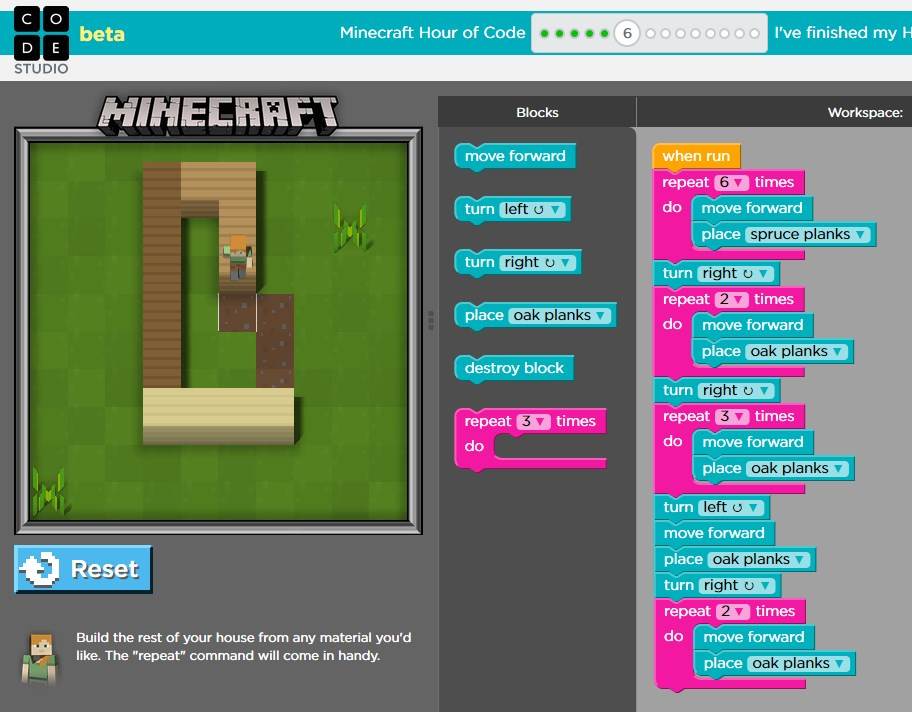 C O
D E
STUDIO
beta
Minecraft Hour of Code
6
I've finished my H
MINECRAFT
Blocks
Workspace:
move forward
turn left ↺ ▼
turn right ↻ ▼
place oak planks ▼
destroy block
repeat 3 ▼ times
do
when run
repeat 6 ▼ times
do move forward
place spruce planks ▼
turn right ↻ ▼
repeat 2 ▼ times
do move forward
place oak planks ▼
turn right ↻ ▼
repeat 3 ▼ times
do move forward
place oak planks ▼
turn left ↺ ▼
move forward
place oak planks ▼
turn right ↻ ▼
repeat 2 ▼ times
do move forward
place oak planks ▼
Reset
Build the rest of your house from any material you'd
like. The "repeat" command will come in handy.